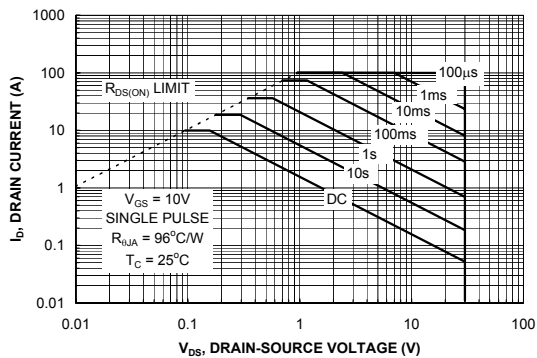 1000
100
10
1
0.1
0.01
I_D, DRAIN CURRENT (A)
R_DS(ON) LIMIT
100µs
1ms
10ms
100ms
1s
10s
DC
V_GS = 10V
SINGLE PULSE
R_θJA = 96°C/W
T_C = 25°C
0.01
0.1
1
10
100
V_DS, DRAIN-SOURCE VOLTAGE (V)